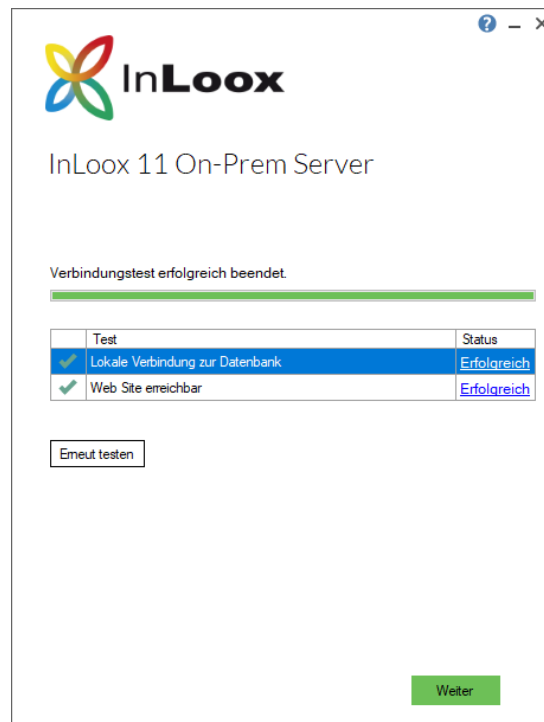 InLoox
InLoox 11 On-Prem Server
Verbindungstest erfolgreich beendet.
Test Status
Lokale Verbindung zur Datenbank Erfolgreich
Web Site erreichbar Erfolgreich
Erneut testen
Weiter